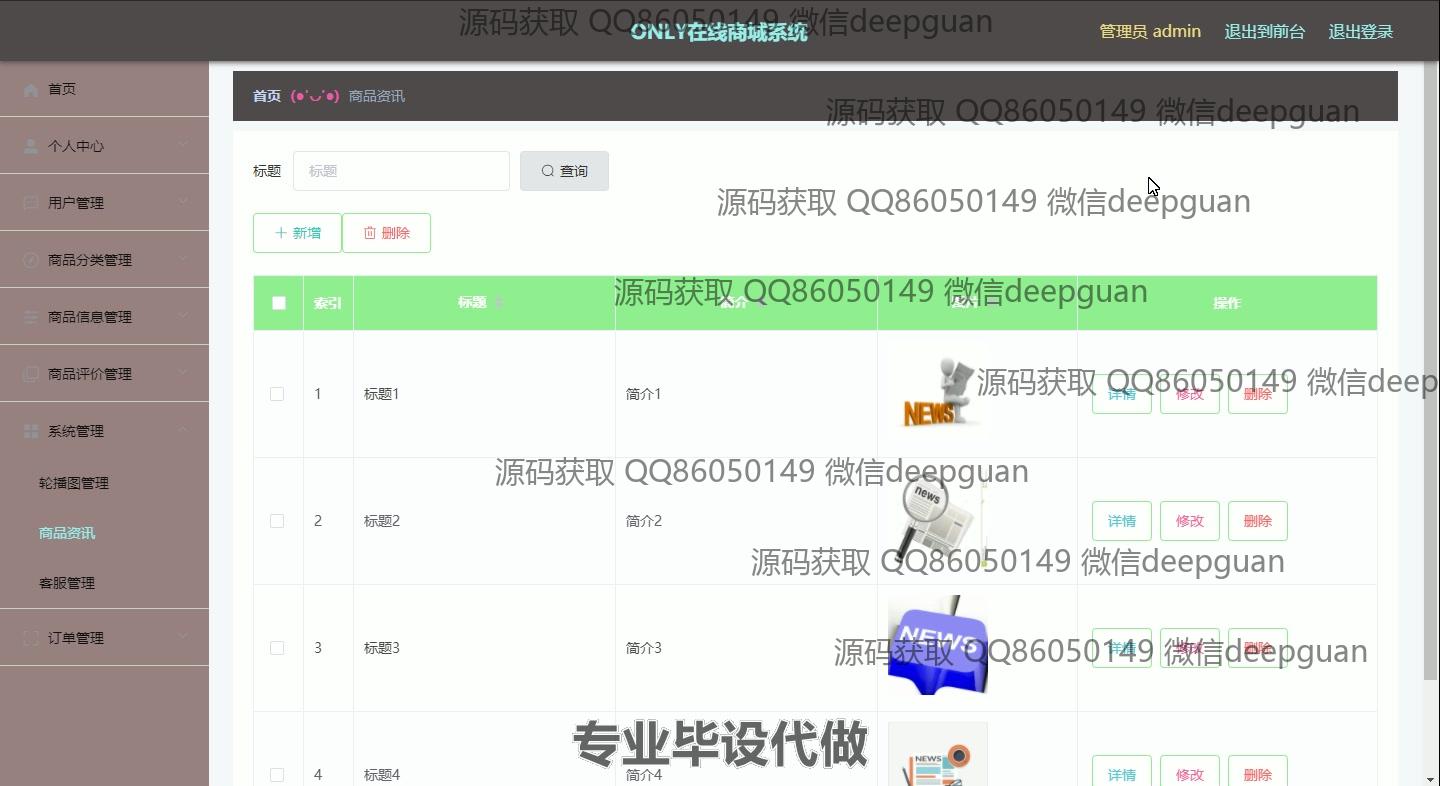 源码获取 QQ86050149 微信deepguan
ONLY在线商城系统
管理员 admin
退出到前台
退出登录
首页
个人中心
用户管理
商品分类管理
商品信息管理
商品评价管理
系统管理
轮播图管理
商品资讯
客服管理
订单管理
首页 (●'◡'●) 商品资讯
源码获取 QQ86050149 微信deepguan
标题 标题 查询
源码获取 QQ86050149 微信deepguan
新增 删除
索引 标题 简介 图片 操作
源码获取 QQ86050149 微信deepguan
1 标题1 简介1 详情 修改 删除
NEWS
源码获取 QQ86050149 微信deep
源码获取 QQ86050149 微信deepguan
2 标题2 简介2 详情 修改 删除
news
源码获取 QQ86050149 微信deepguan
3 标题3 简介3 详情 修改 删除
NEWS
源码获取 QQ86050149 微信deepguan
专业毕设代做
4 标题4 简介4 详情 修改 删除
NEWS